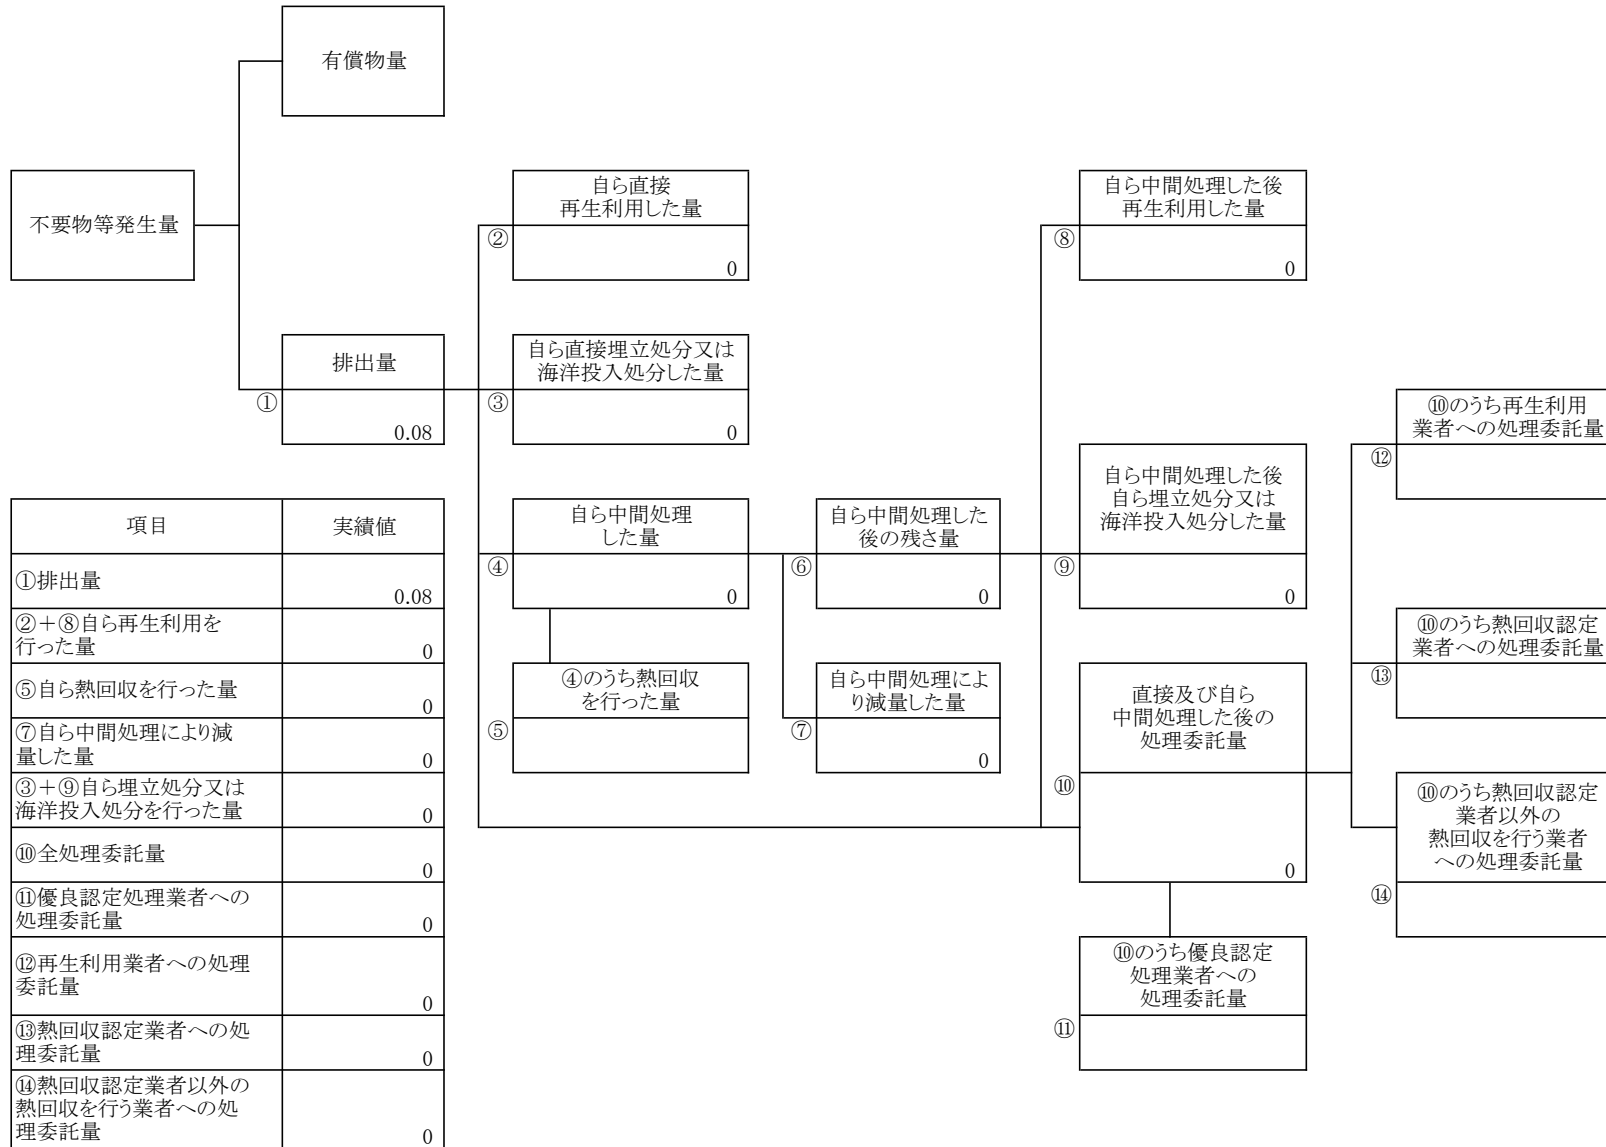 有償物量
不要物等発生量
自ら直接
再生利用した量
②
0
自ら中間処理した後
再生利用した量
⑧
0
排出量
①
0.08
自ら直接埋立処分又は
海洋投入処分した量
③
0
⑩のうち再生利用
業者への処理委託量
⑫
自ら中間処理
した量
④
0
自ら中間処理した
後の残さ量
⑥
0
自ら中間処理した後
自ら埋立処分又は
海洋投入処分した量
⑨
0
⑩のうち熱回収認定
業者への処理委託量
⑬
④のうち熱回収
を行った量
⑤
自ら中間処理によ
り減量した量
⑦
0
直接及び自ら
中間処理した後の
処理委託量
⑩
0
⑩のうち熱回収認定
業者以外の
熱回収を行う業者
への処理委託量
⑭
⑩のうち優良認定
処理業者への
処理委託量
⑪
項目 実績値
①排出量 0.08
②＋⑧自ら再生利用を
行った量 0
⑤自ら熱回収を行った量 0
⑦自ら中間処理により減
量した量 0
③＋⑨自ら埋立処分又は
海洋投入処分を行った量 0
⑩全処理委託量 0
⑪優良認定処理業者への
処理委託量 0
⑫再生利用業者への処理
委託量 0
⑬熱回収認定業者への処
理委託量 0
⑭熱回収認定業者以外の
熱回収を行う業者への処
理委託量 0